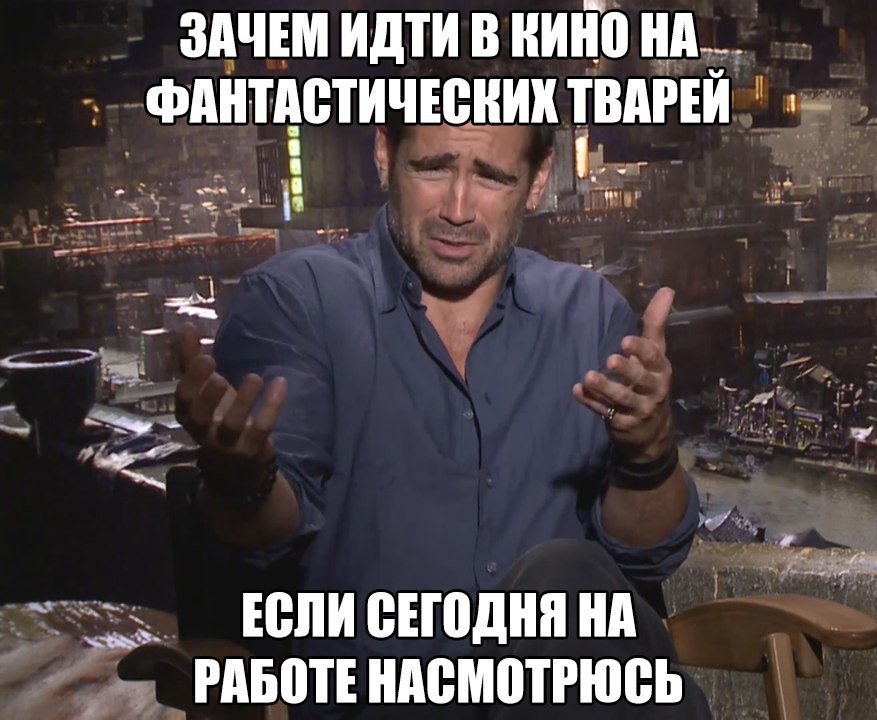 ЗАЧЕМ ИДТИ В КИНО НА
ФАНТАСТИЧЕСКИХ ТВАРЕЙ
ЕСЛИ СЕГОДНЯ НА
РАБОТЕ НАСМОТРЮСЬ